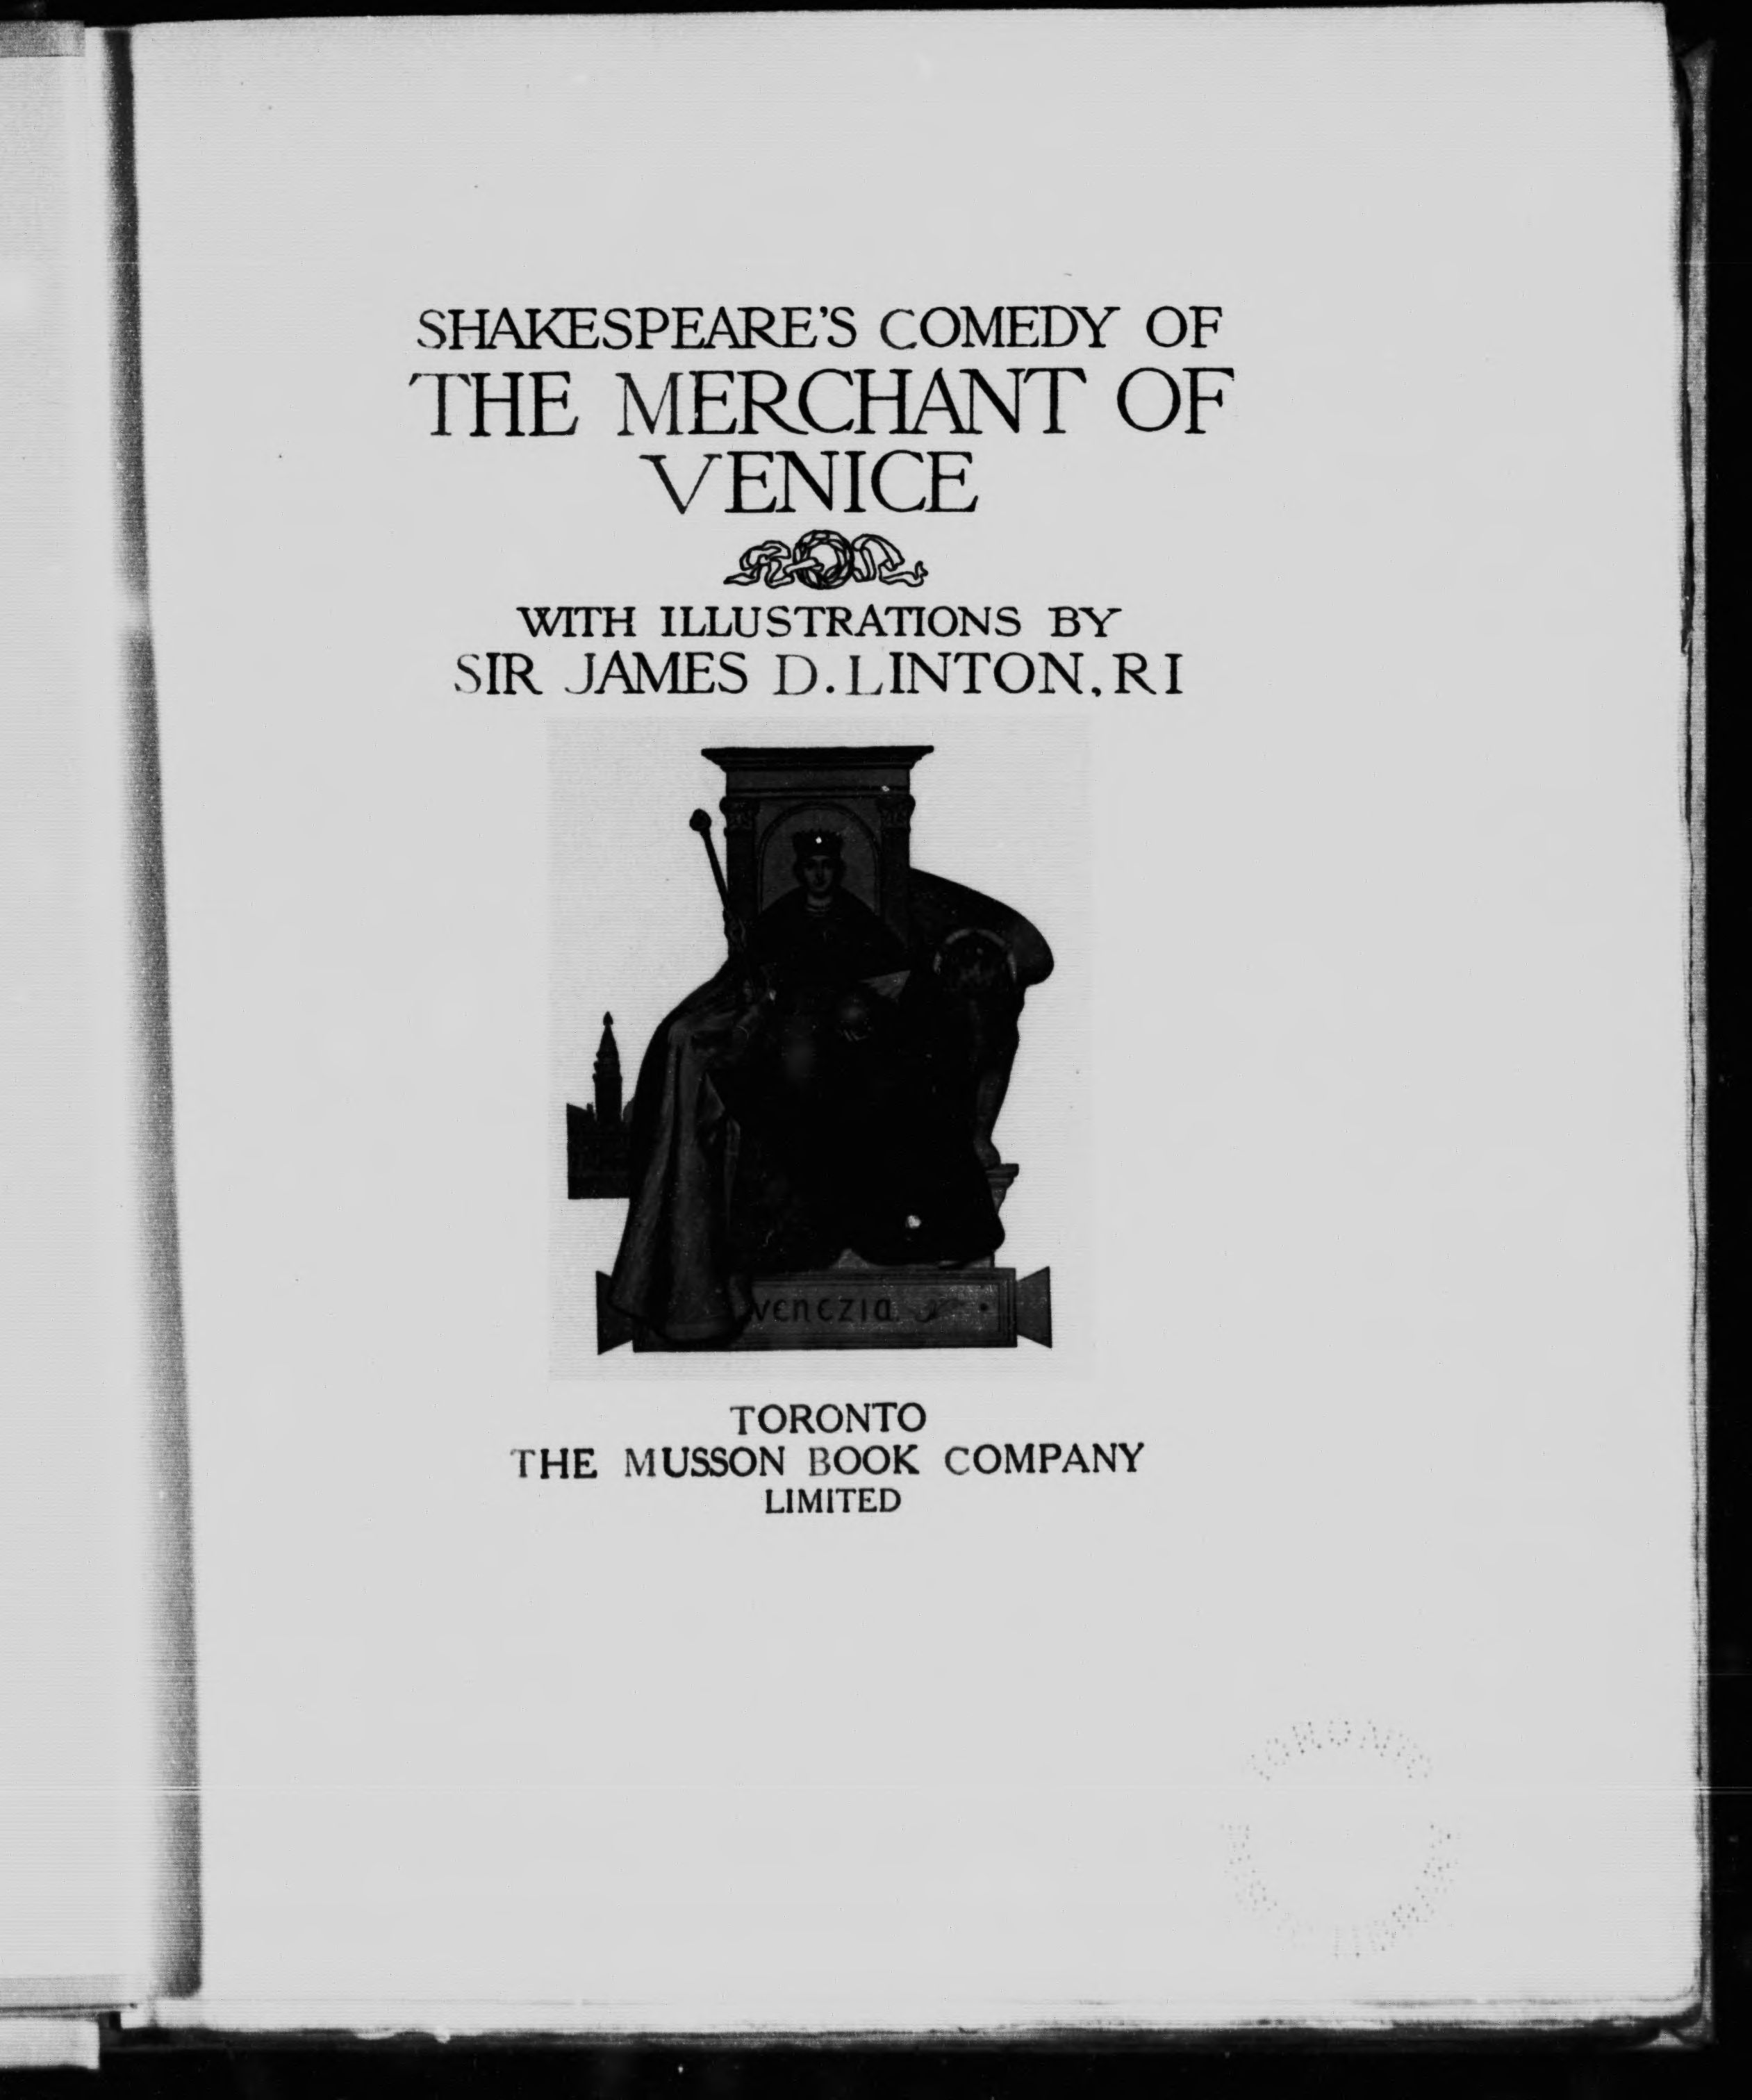 SHAKESPEARE'S COMEDY OF
THE MERCHANT OF
VENICE
WITH ILLUSTRATIONS BY
SIR JAMES D. LINTON, RI
venezia
TORONTO
THE MUSSON BOOK COMPANY
LIMITED
TORONTO